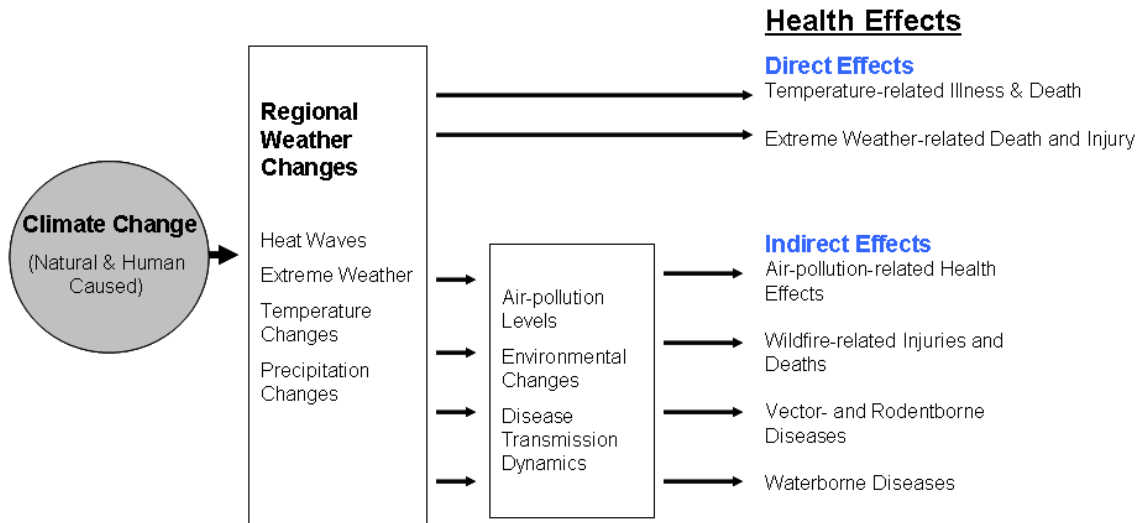 Climate Change
(Natural & Human
Caused)
Regional
Weather
Changes
Heat Waves
Extreme Weather
Temperature
Changes
Precipitation
Changes
Air-pollution
Levels
Environmental
Changes
Disease
Transmission
Dynamics
Health Effects
Direct Effects
Temperature-related Illness & Death
Extreme Weather-related Death and Injury
Indirect Effects
Air-pollution-related Health
Effects
Wildfire-related Injuries and
Deaths
Vector- and Rodentborne
Diseases
Waterborne Diseases